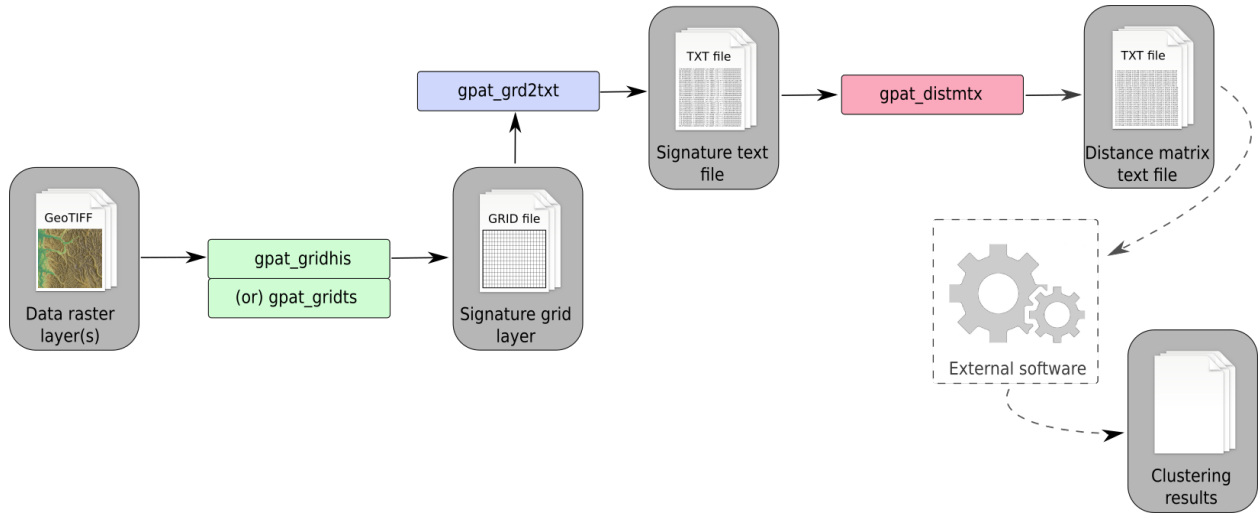 GeoTIFF
Data raster
layer(s)
gpat_gridhis
(or) gpat_gridts
GRID file
Signature grid
layer
gpat_grd2txt
TXT file
Signature text
file
gpat_distmtx
TXT file
Distance matrix
text file
External software
Clustering
results